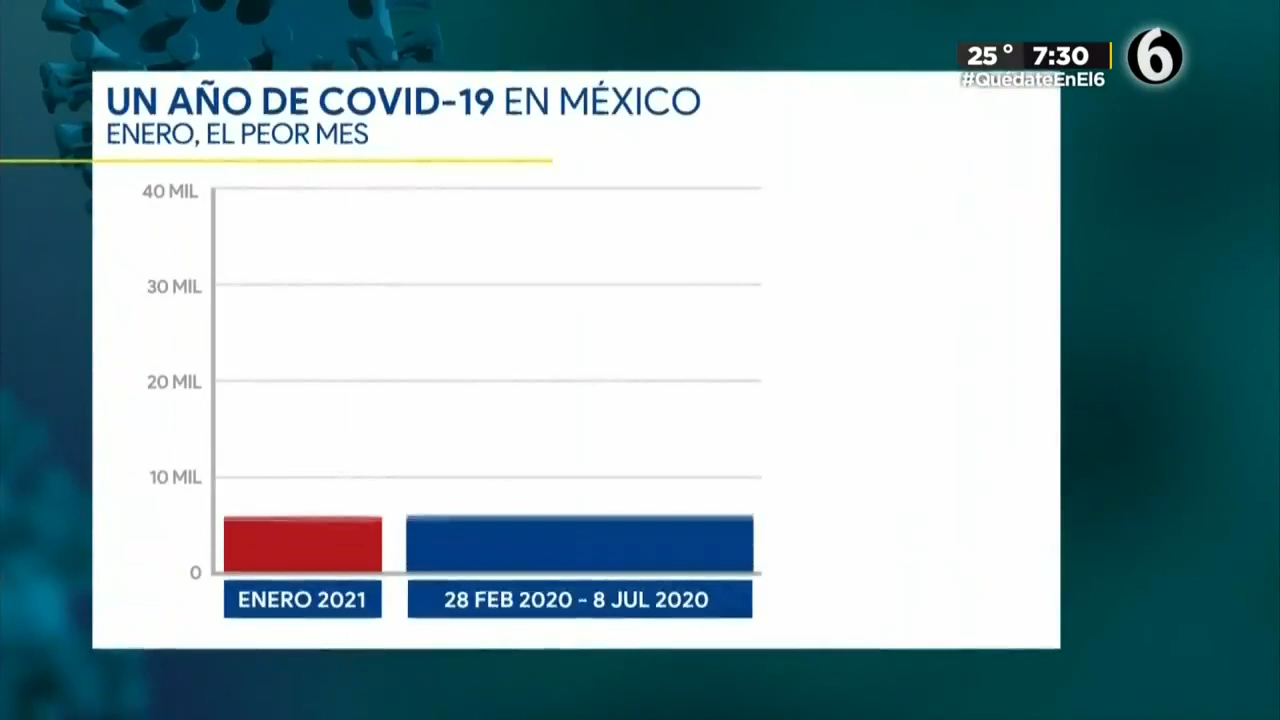 25° 7:30 6
#QuédateEnEl6
UN AÑO DE COVID-19 EN MÉXICO
ENERO, EL PEOR MES
40 MIL
30 MIL
20 MIL
10 MIL
0
ENERO 2021 28 FEB 2020 - 8 JUL 2020